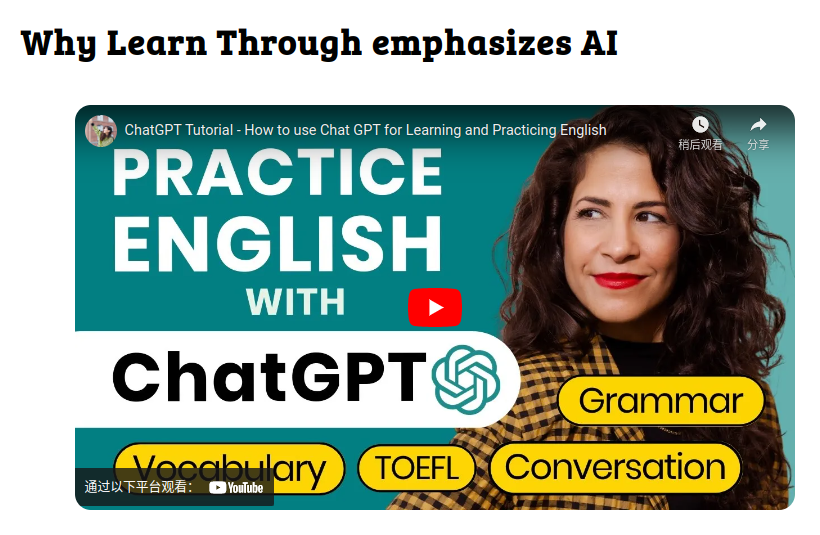 Why Learn Through emphasizes AI
ChatGPT Tutorial - How to use Chat GPT for Learning and Practicing English
稍后观看
分享
PRACTICE
ENGLISH
WITH
ChatGPT
Grammar
Vocabulary
TOEFL
Conversation
通过以下平台观看：
YouTube